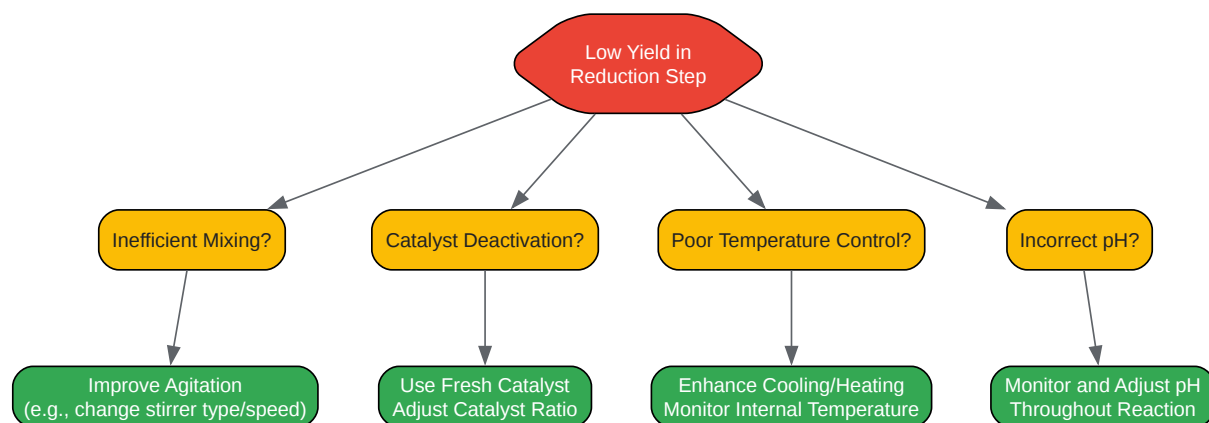 Low Yield in
Reduction Step
Inefficient Mixing?
Catalyst Deactivation?
Poor Temperature Control?
Incorrect pH?
Improve Agitation
(e.g., change stirrer type/speed)
Use Fresh Catalyst
Adjust Catalyst Ratio
Enhance Cooling/Heating
Monitor Internal Temperature
Monitor and Adjust pH
Throughout Reaction